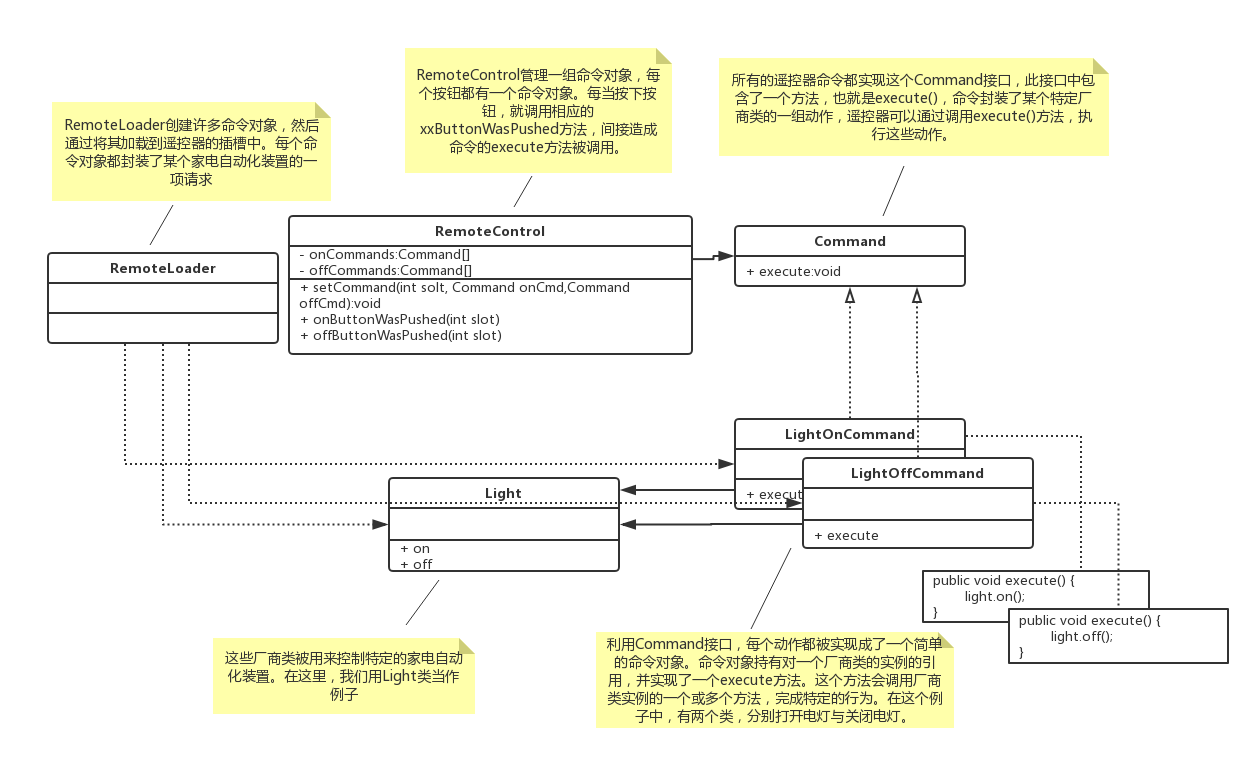 RemoteControl管理一组命令对象，每
个按钮都有一个命令对象。每当按下按
钮，就调用相应的
xxButtonWasPushed方法，间接造成
命令的execute方法被调用。
所有的遥控器命令都实现这个Command接口，此接口中包
含了一个方法，也就是execute()，命令封装了某个特定厂
商类的一组动作，遥控器可以通过调用execute()方法，执
行这些动作。
RemoteLoader创建许多命令对象，然后
通过将其加载到遥控器的插槽中。每个命
令对象都封装了某个家电自动化装置的一
项请求
RemoteLoader
RemoteControl
- onCommands:Command[]
- offCommands:Command[]
+ setCommand(int solt, Command onCmd,Command
offCmd):void
+ onButtonWasPushed(int slot)
+ offButtonWasPushed(int slot)
Command
+ execute:void
LightOnCommand
+ execut
LightOffCommand
+ execute
Light
+ on
+ off
public void execute() {
light.on();
}
public void execute() {
light.off();
}
这些厂商类被用来控制特定的家电自动
化装置。在这里，我们用Light类当作
例子
利用Command接口，每个动作都被实现成了一个简单
的命令对象。命令对象持有对一个厂商类的实例的引
用，并实现了一个execute方法。这个方法会调用厂商
类实例的一个或多个方法，完成特定的行为。在这个例
子中，有两个类，分别打开电灯与关闭电灯。